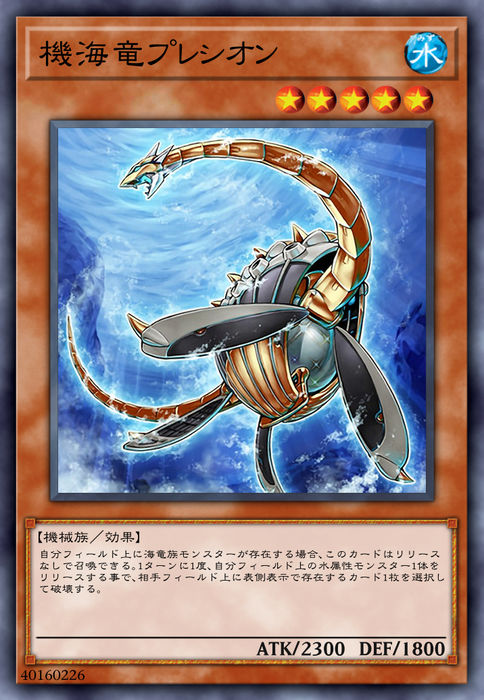 機海竜プレシオン
みず
水
【機械族／効果】
自分フィールド上に海竜族モンスターが存在する場合、このカードはリリース
なしで召喚できる。1ターンに1度、自分フィールド上の水属性モンスター1体を
リリースする事で、相手フィールド上に表側表示で存在するカード1枚を選択し
て破壊する。
ATK/2300 DEF/1800
40160226